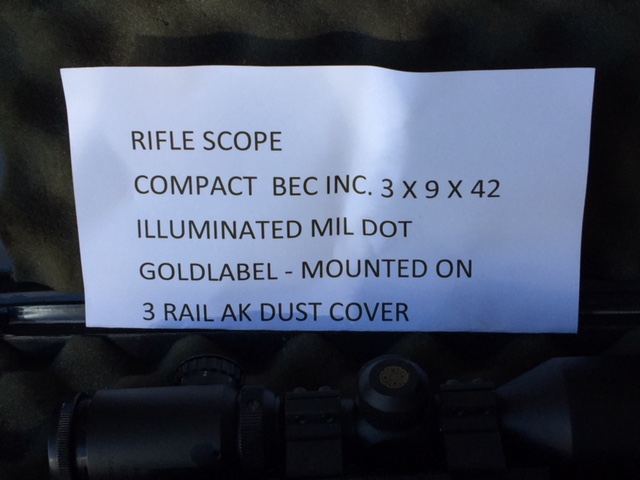 RIFLE SCOPE
COMPACT BEC INC. 3 X 9 X 42
ILLUMINATED MIL DOT
GOLDLABEL - MOUNTED ON
3 RAIL AK DUST COVER